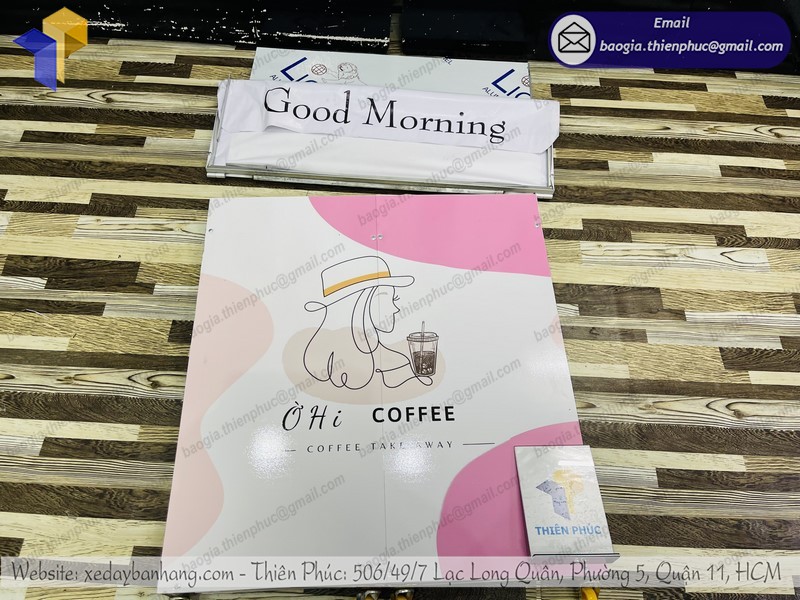 Email
baogia.thienphuc@gmail.com
Good Morning
Ờ Hi COFFEE
COFFEE TAKE AWAY
THIÊN PHÚC
Website: xedaybanhang.com - Thiên Phúc: 506/49/7 Lạc Long Quân, Phường 5, Quận 11, HCM